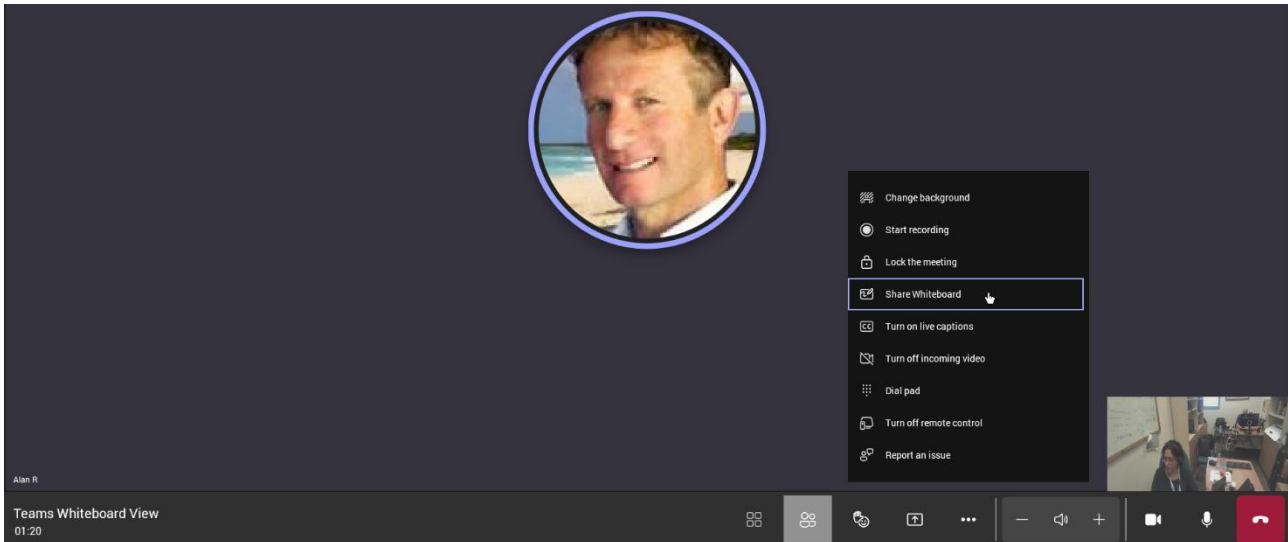 Change background
Start recording
Lock the meeting
Share Whiteboard
CC Turn on live captions
Turn off incoming video
Dial pad
Turn off remote control
Report an issue
Alan R
Teams Whiteboard View
01:20